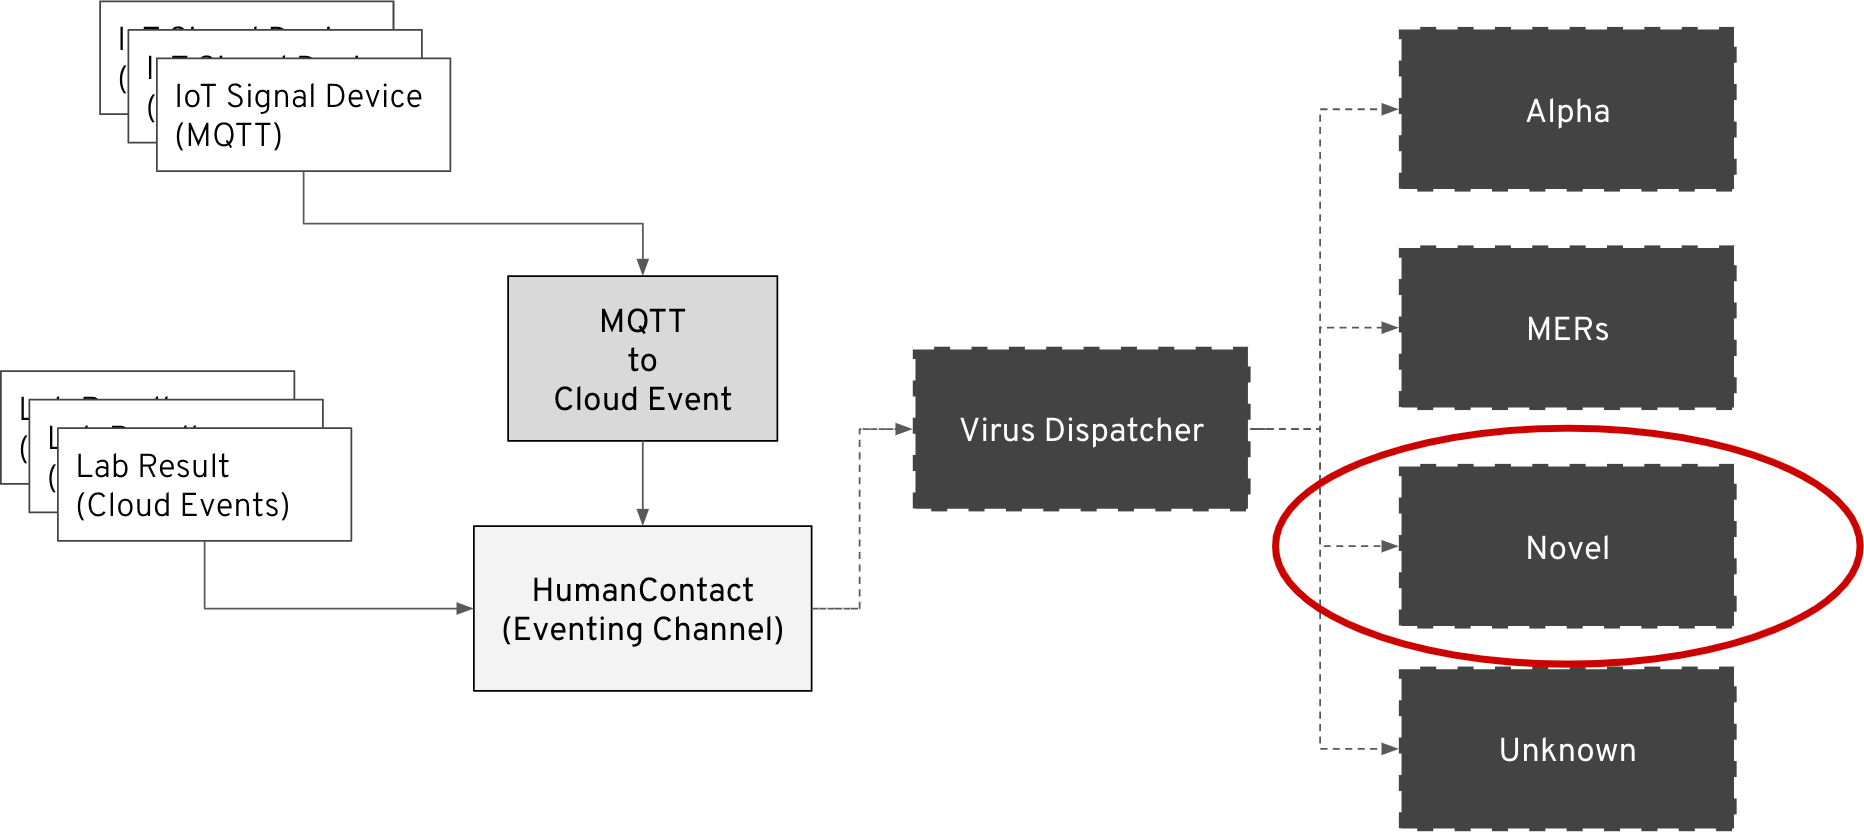 IoT Signal Device
(MQTT)
MQTT
to
Cloud Event
Lab Result
(Cloud Events)
HumanContact
(Eventing Channel)
Virus Dispatcher
Alpha
MERs
Novel
Unknown